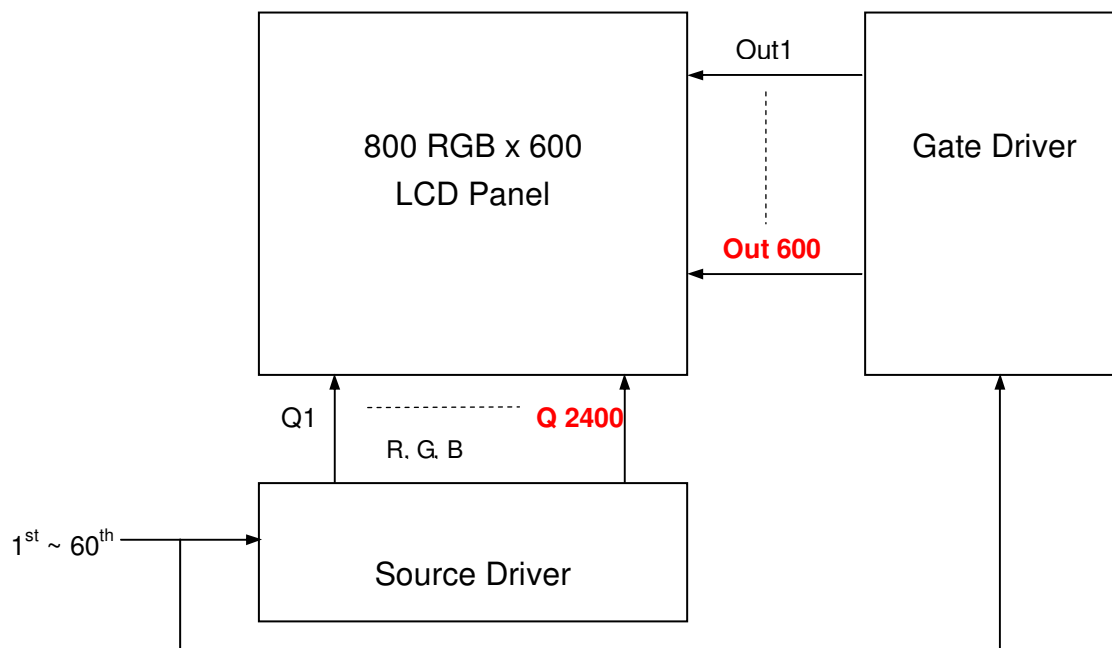 Out1
800 RGB x 600
LCD Panel
Gate Driver
Out 600
Q1
Q 2400
R, G, B
1st ~ 60th
Source Driver